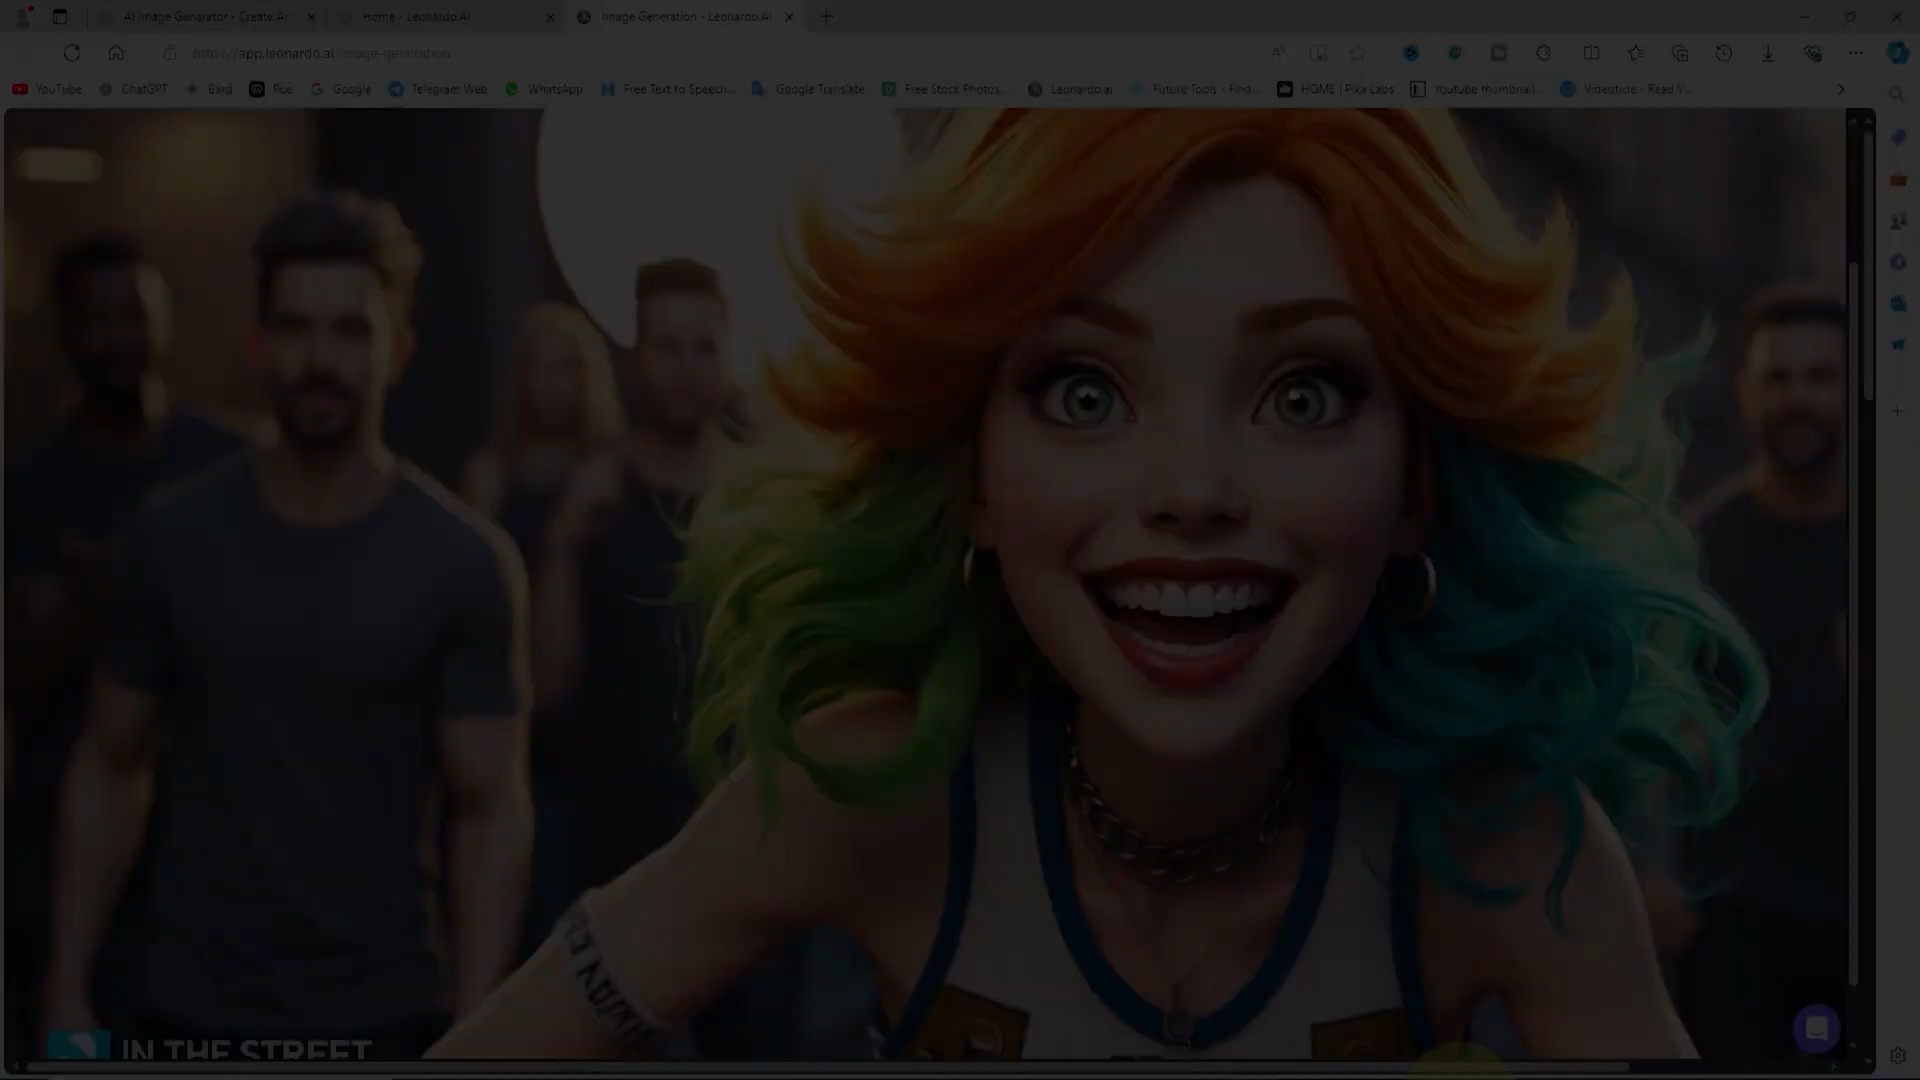 AI Image Generator - Create A
Home - Leonardo.AI
Image Generation - Leonardo.AI
https://app.leonardo.ai/image-generation
YouTube
ChatGPT
Bard
Poe
Google
Telegram Web
WhatsApp
Free Text to Speech...
Google Translate
Free Stock Photos...
Leonardo.ai
Future Tools - Find...
HOME | Pixa Labs
Youtube thumbnail...
Videotide - Read Y...
IN THE STREET